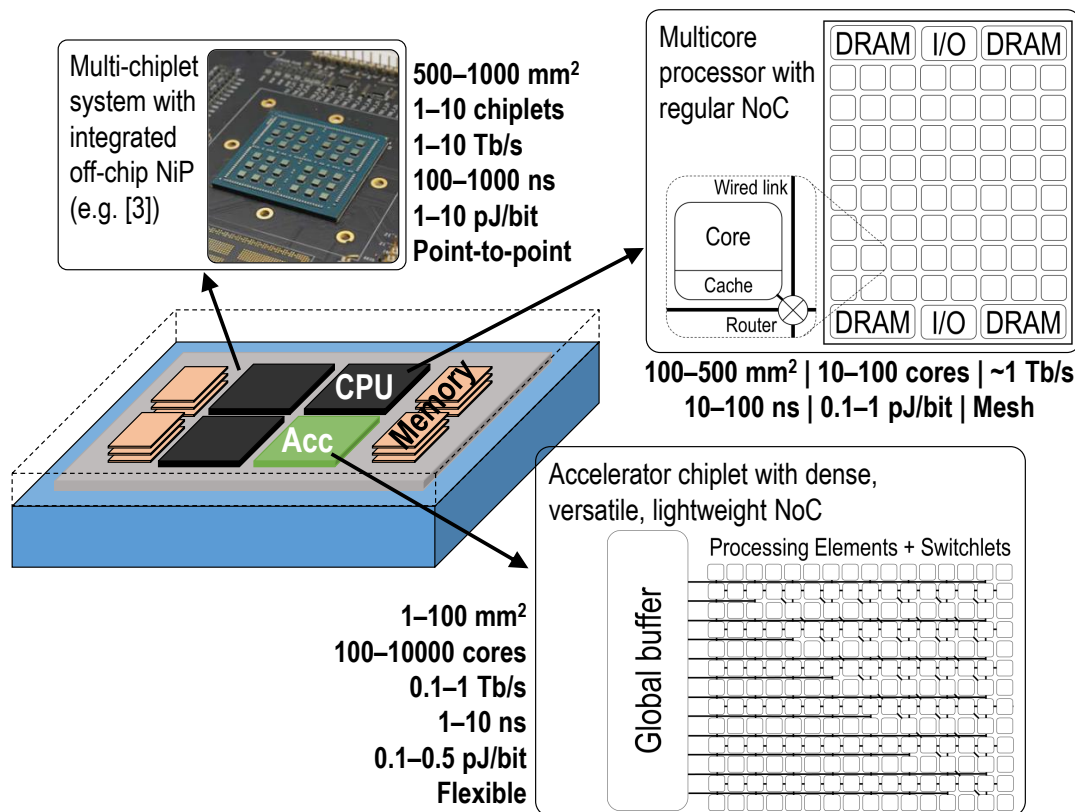 Multi-chiplet
system with
integrated
off-chip NiP
(e.g. [3])
500–1000 mm²
1–10 chiplets
1–10 Tb/s
100–1000 ns
1–10 pJ/bit
Point-to-point
Multicore
processor with
regular NoC
DRAM I/O DRAM
Wired link
Core
Cache
Router
DRAM I/O DRAM
100–500 mm² | 10–100 cores | ~1 Tb/s
10–100 ns | 0.1–1 pJ/bit | Mesh
CPU
Memory
Acc
Accelerator chiplet with dense,
versatile, lightweight NoC
Processing Elements + Switchlets
Global buffer
1–100 mm²
100–10000 cores
0.1–1 Tb/s
1–10 ns
0.1–0.5 pJ/bit
Flexible